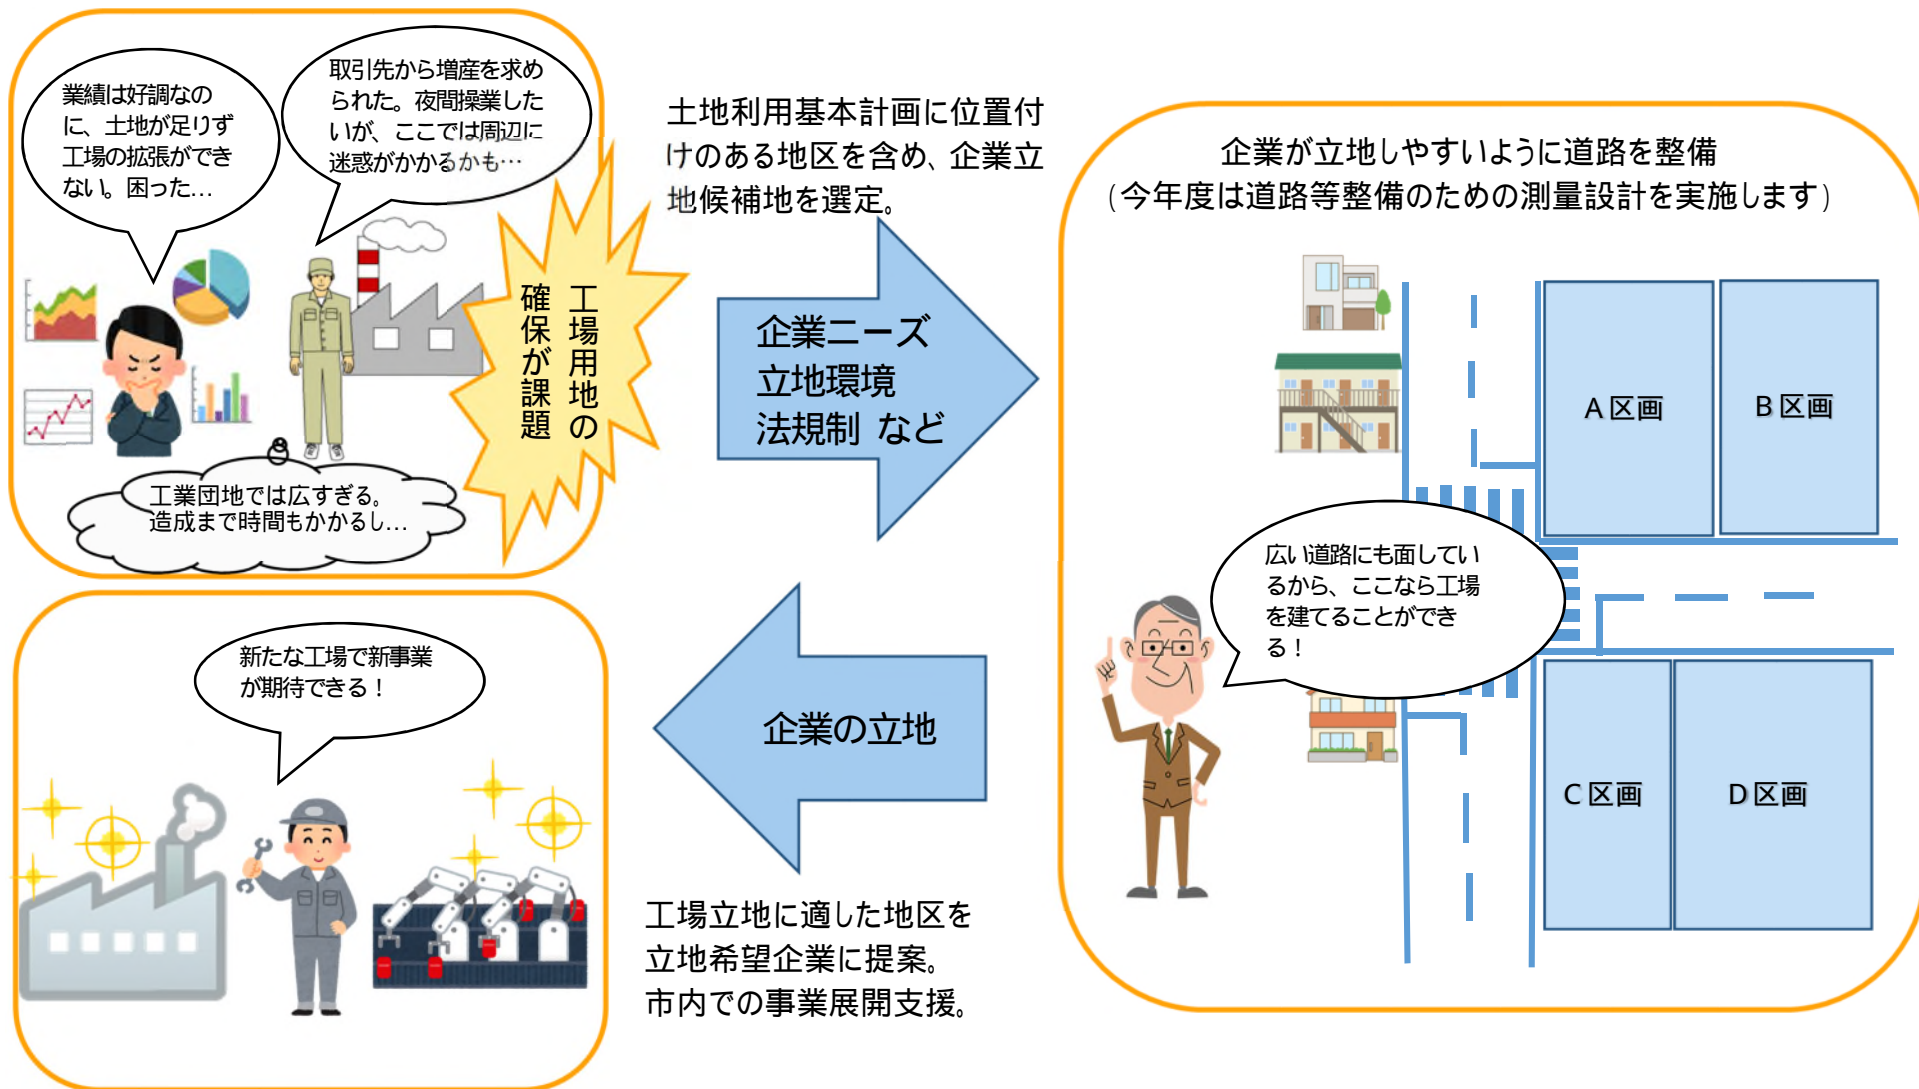 業績は好調なの
に、土地が足りず
工場の拡張ができ
ない。困った…
取引先から増産を求め
られた。夜間操業した
いが、ここでは周辺に
迷惑がかかるかも…
工場用地の
確保が課題
工業団地では広すぎる。
造成まで時間もかかるし…
土地利用基本計画に位置付
けのある地区を含め、企業立
地候補地を選定。
企業ニーズ
立地環境
法規制 など
企業が立地しやすいように道路を整備
(今年度は道路等整備のための測量設計を実施します)
A区画
B区画
広い道路にも面してい
るから、ここなら工場
を建てることができ
る！
C区画
D区画
企業の立地
工場立地に適した地区を
立地希望企業に提案。
市内での事業展開支援。
新たな工場で新事業
が期待できる！